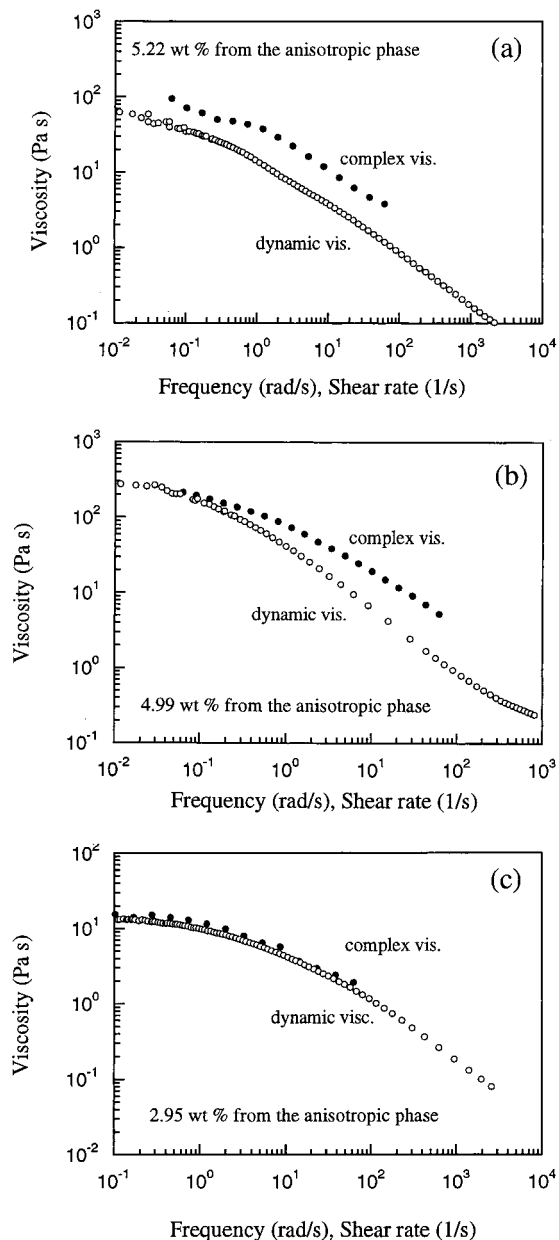 (a)
5.22 wt % from the anisotropic phase
complex vis.
dynamic vis.
Viscosity (Pa s)
10³
10²
10¹
10⁰
10⁻¹
10⁻² 10⁻¹ 10⁰ 10¹ 10² 10³ 10⁴
Frequency (rad/s), Shear rate (1/s)
(b)
complex vis.
dynamic vis.
4.99 wt % from the anisotropic phase
Viscosity (Pa s)
10³
10²
10¹
10⁰
10⁻¹
10⁻² 10⁻¹ 10⁰ 10¹ 10² 10³
Frequency (rad/s), Shear rate (1/s)
(c)
complex vis.
dynamic visc.
2.95 wt % from the anisotropic phase
Viscosity (Pa s)
10²
10¹
10⁰
10⁻¹
10⁻²
10⁻¹ 10⁰ 10¹ 10² 10³ 10⁴
Frequency (rad/s), Shear rate (1/s)